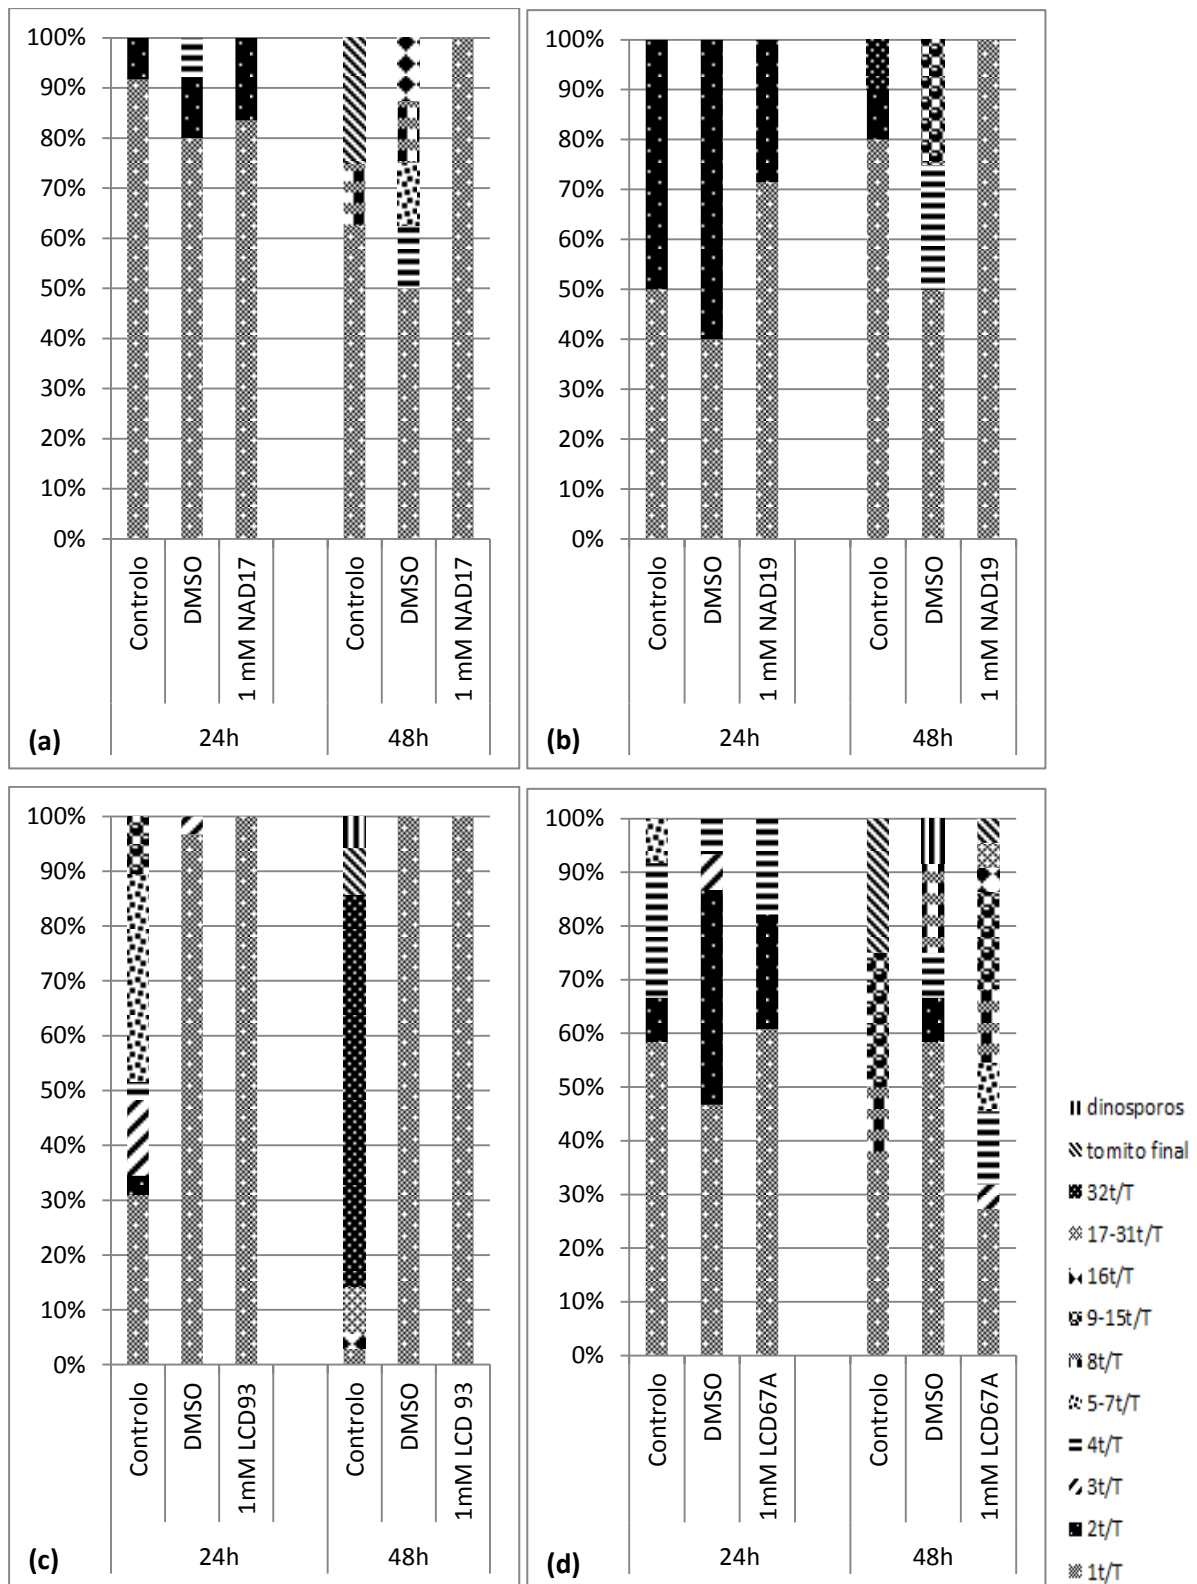 100%
90%
80%
70%
60%
50%
40%
30%
20%
10%
0%
Controlo
DMSO
1 mM NAD17
Controlo
DMSO
1 mM NAD17
24h
48h
(a)
100%
90%
80%
70%
60%
50%
40%
30%
20%
10%
0%
Controlo
DMSO
1 mM NAD19
Controlo
DMSO
1 mM NAD19
24h
48h
(b)
100%
90%
80%
70%
60%
50%
40%
30%
20%
10%
0%
Controlo
DMSO
1mM LCD93
Controlo
DMSO
1mM LCD 93
24h
48h
(c)
100%
90%
80%
70%
60%
50%
40%
30%
20%
10%
0%
Controlo
DMSO
1mM LCD67A
Controlo
DMSO
1mM LCD67A
24h
48h
(d)
dinosporos
tomito final
32t/T
17-31t/T
16t/T
9-15t/T
8t/T
5-7t/T
4t/T
3t/T
2t/T
1t/T